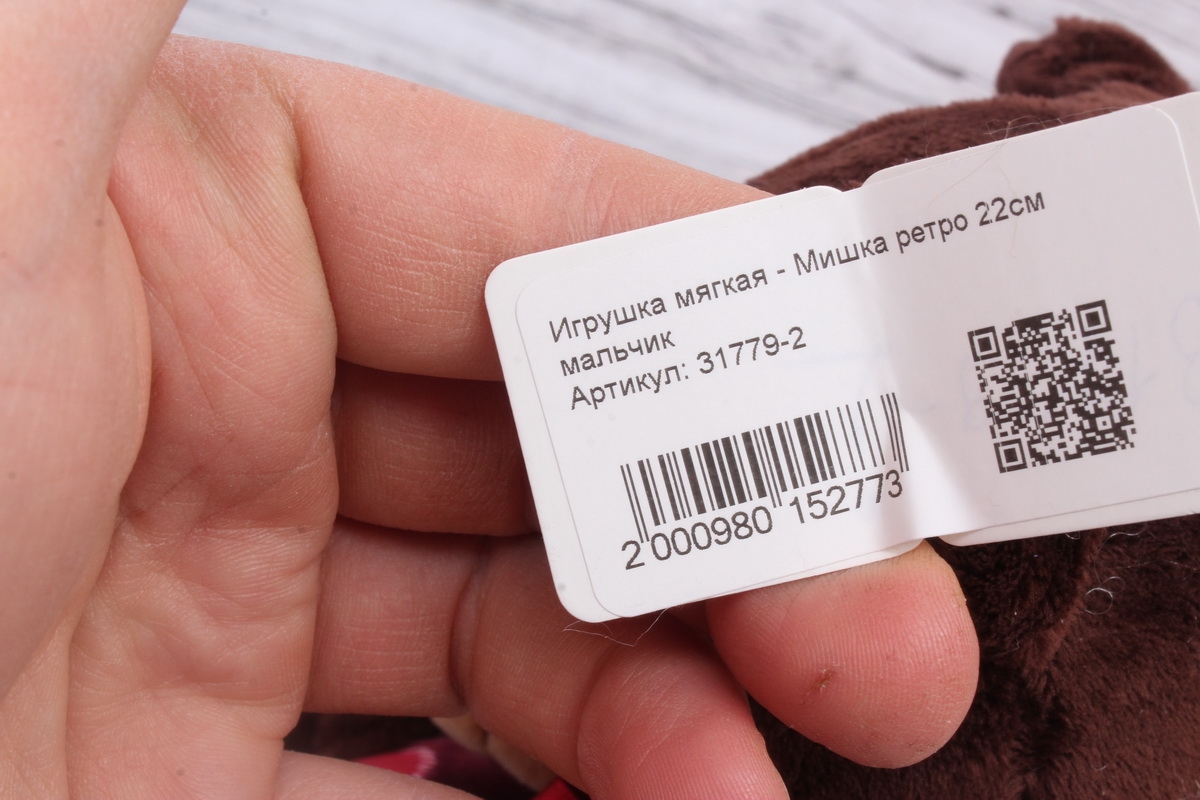 Игрушка мягкая - Мишка ретро 22см
мальчик
Артикул: 31779-2
2 000980 152773